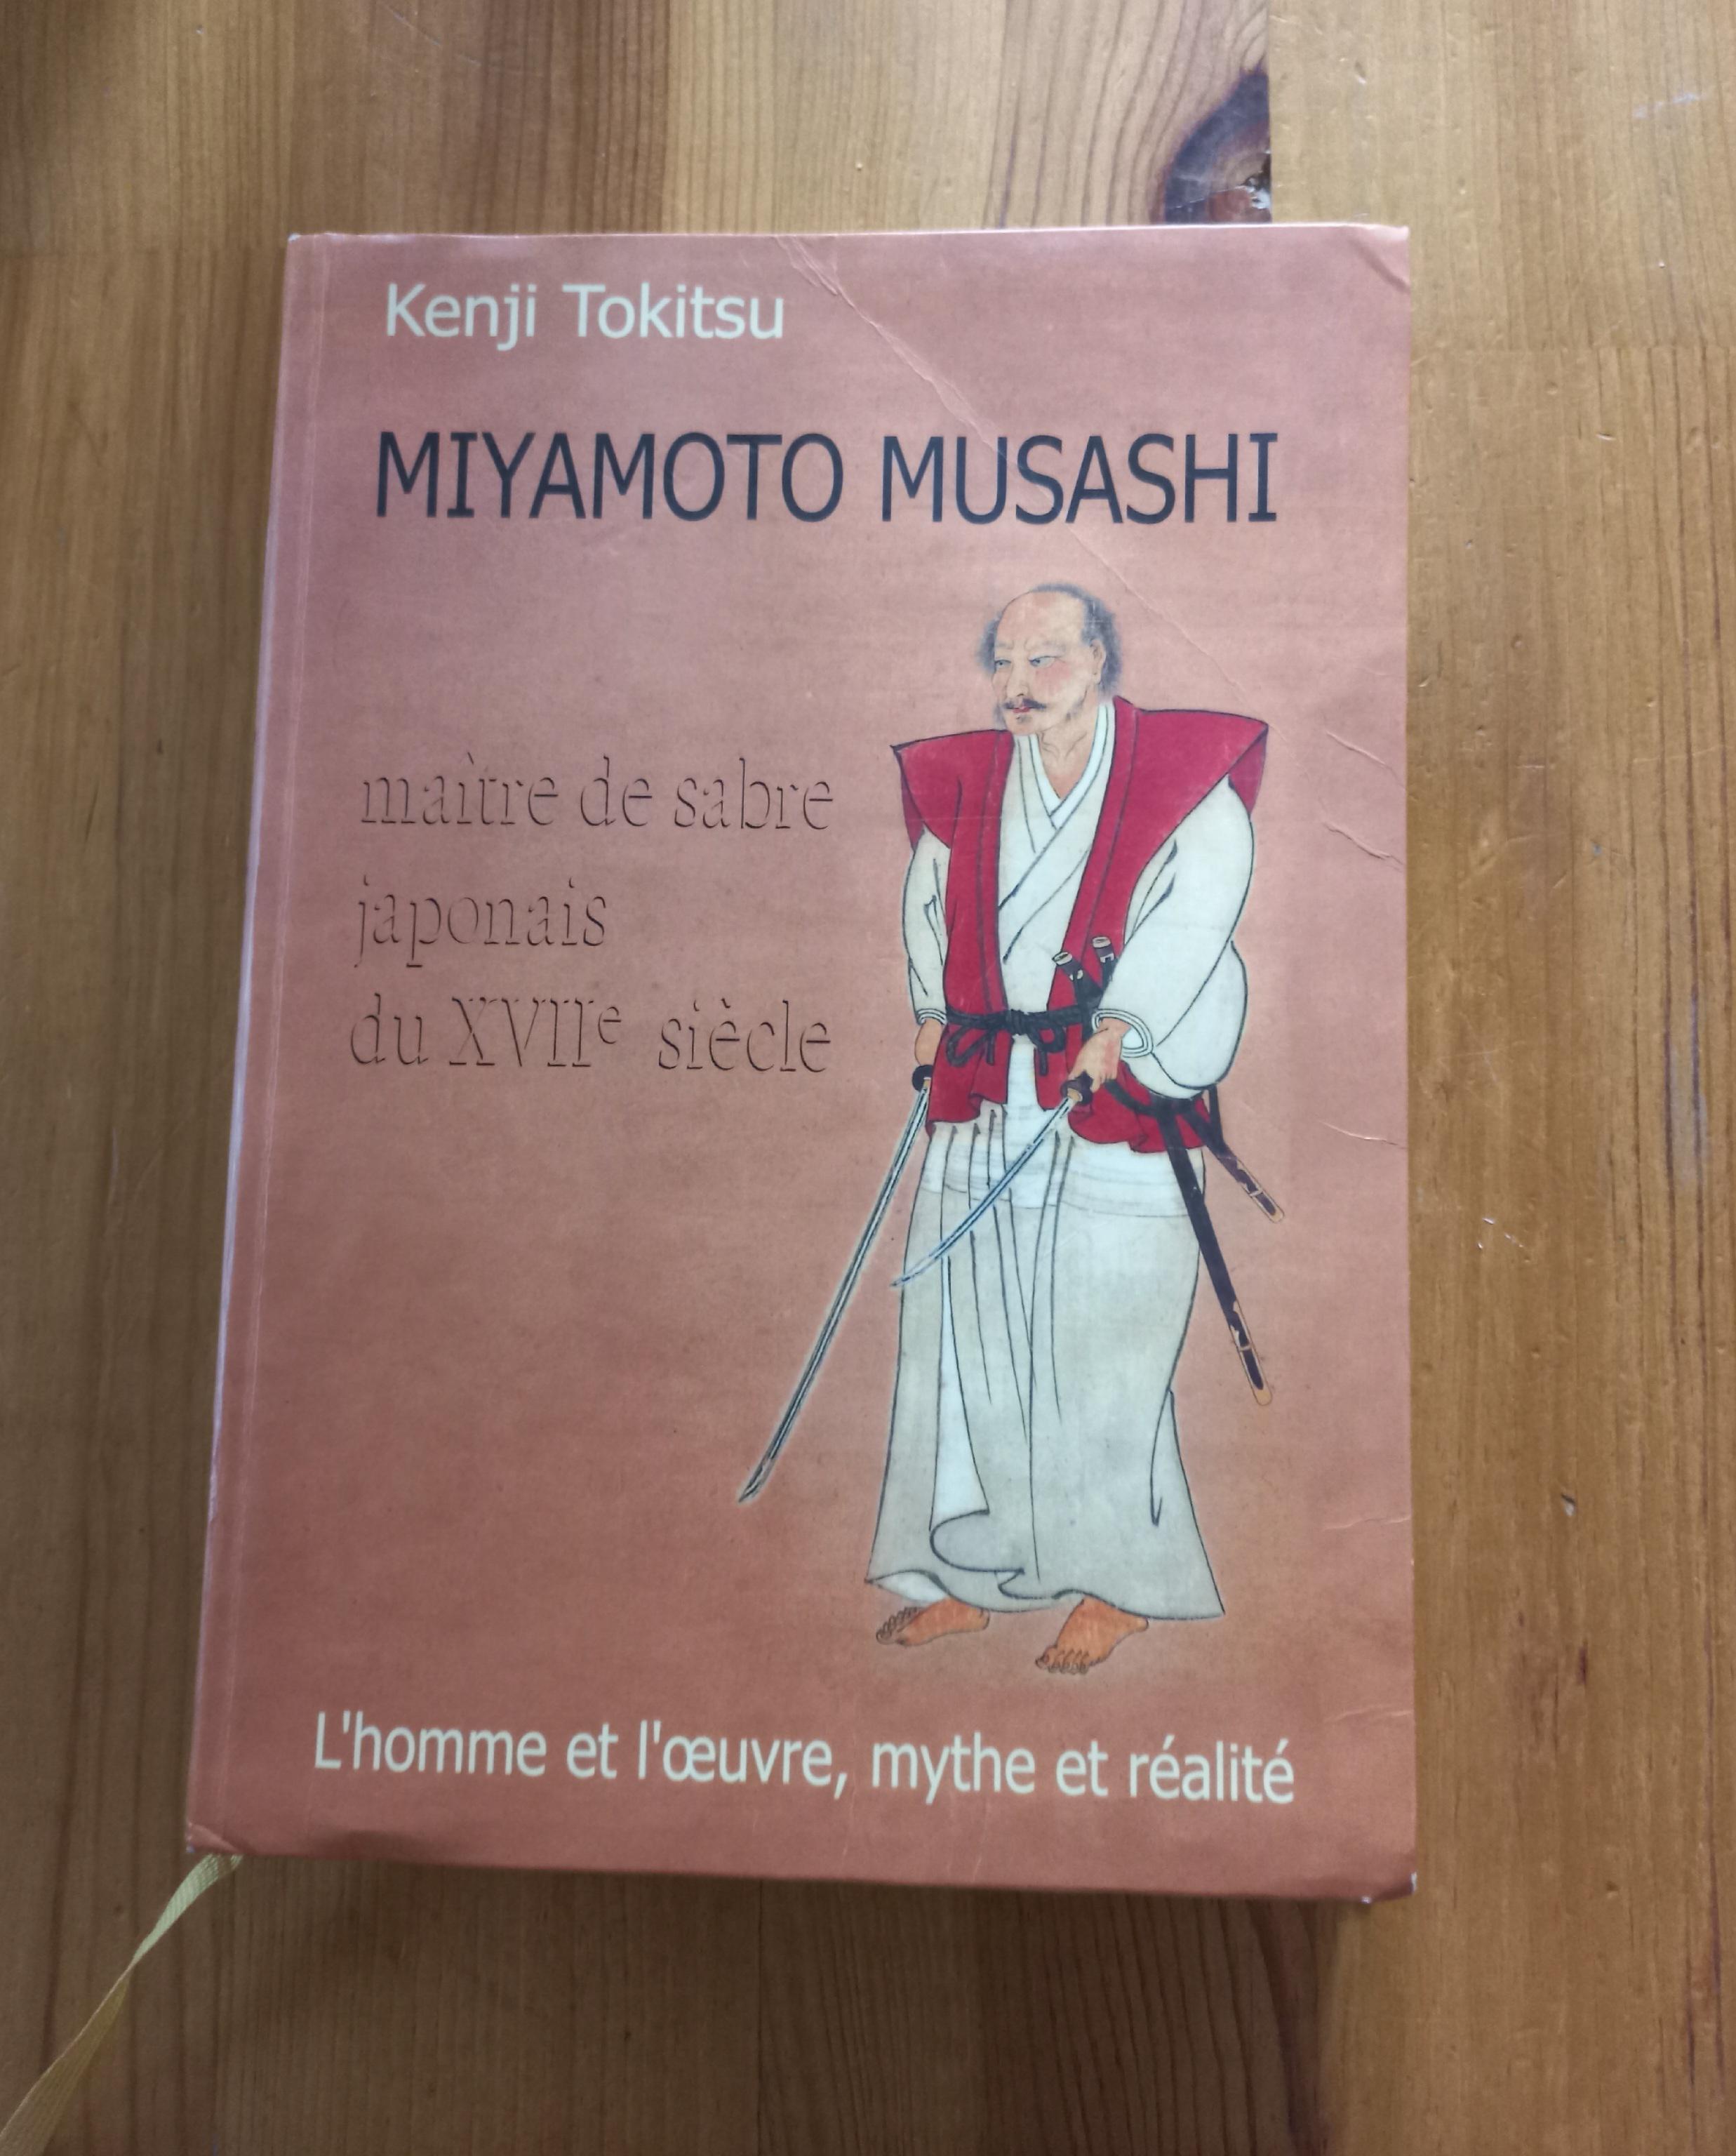 Kenji Tokitsu
MIYAMOTO MUSASHI
maître de sabre
japonais
du XVIIe siècle
L'homme et l'œuvre, mythe et réalité